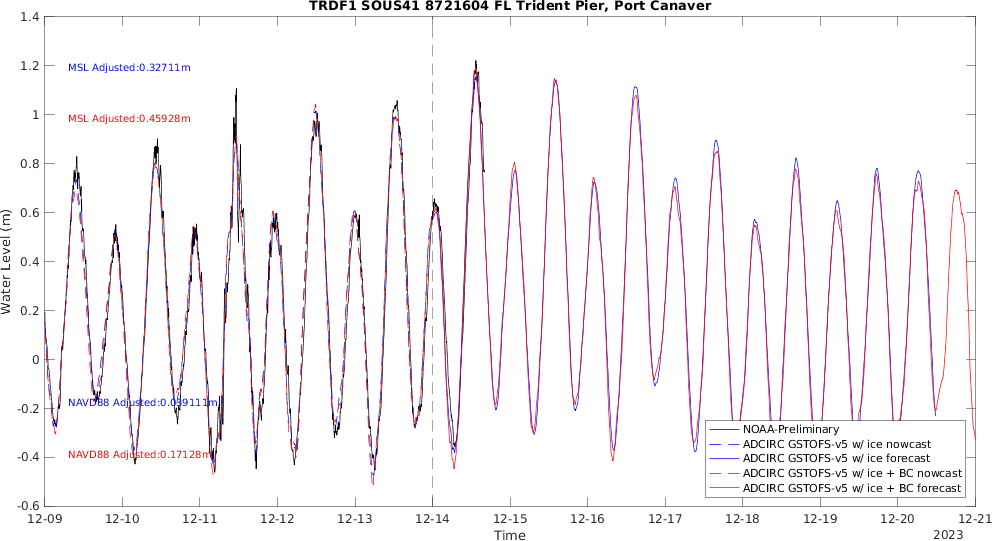 TRDF1 SOUS41 8721604 FL Trident Pier, Port Canaver
1.4
1.2
1
0.8
0.6
0.4
0.2
0
-0.2
-0.4
-0.6
Water Level (m)
MSL Adjusted:0.32711m
MSL Adjusted:0.45928m
NAVD88 Adjusted:0.039111m
NAVD88 Adjusted:0.17128m
NOAA-Preliminary
ADCIRC GSTOFS-v5 w/ ice nowcast
ADCIRC GSTOFS-v5 w/ ice forecast
ADCIRC GSTOFS-v5 w/ ice + BC nowcast
ADCIRC GSTOFS-v5 w/ ice + BC forecast
12-09 12-10 12-11 12-12 12-13 12-14 12-15 12-16 12-17 12-18 12-19 12-20 12-21
Time
2023